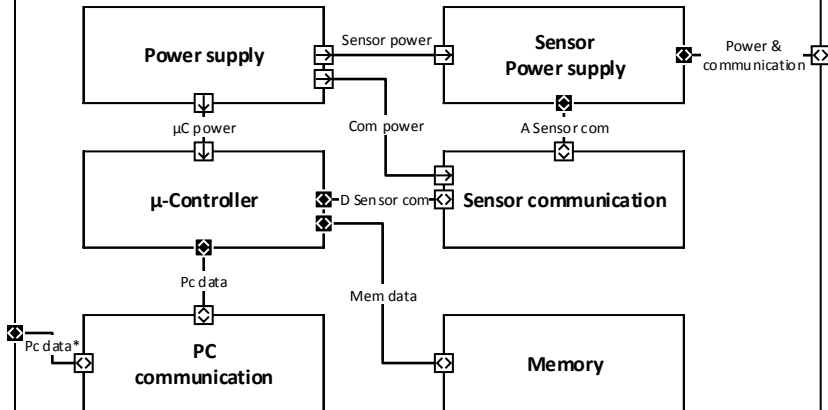 Power supply
Sensor power
Sensor
Power supply
Power &
communication
µC power
Com power
A Sensor com
µ-Controller
D Sensor com
Sensor communication
Pc data
Mem data
Pc data*
PC
communication
Memory